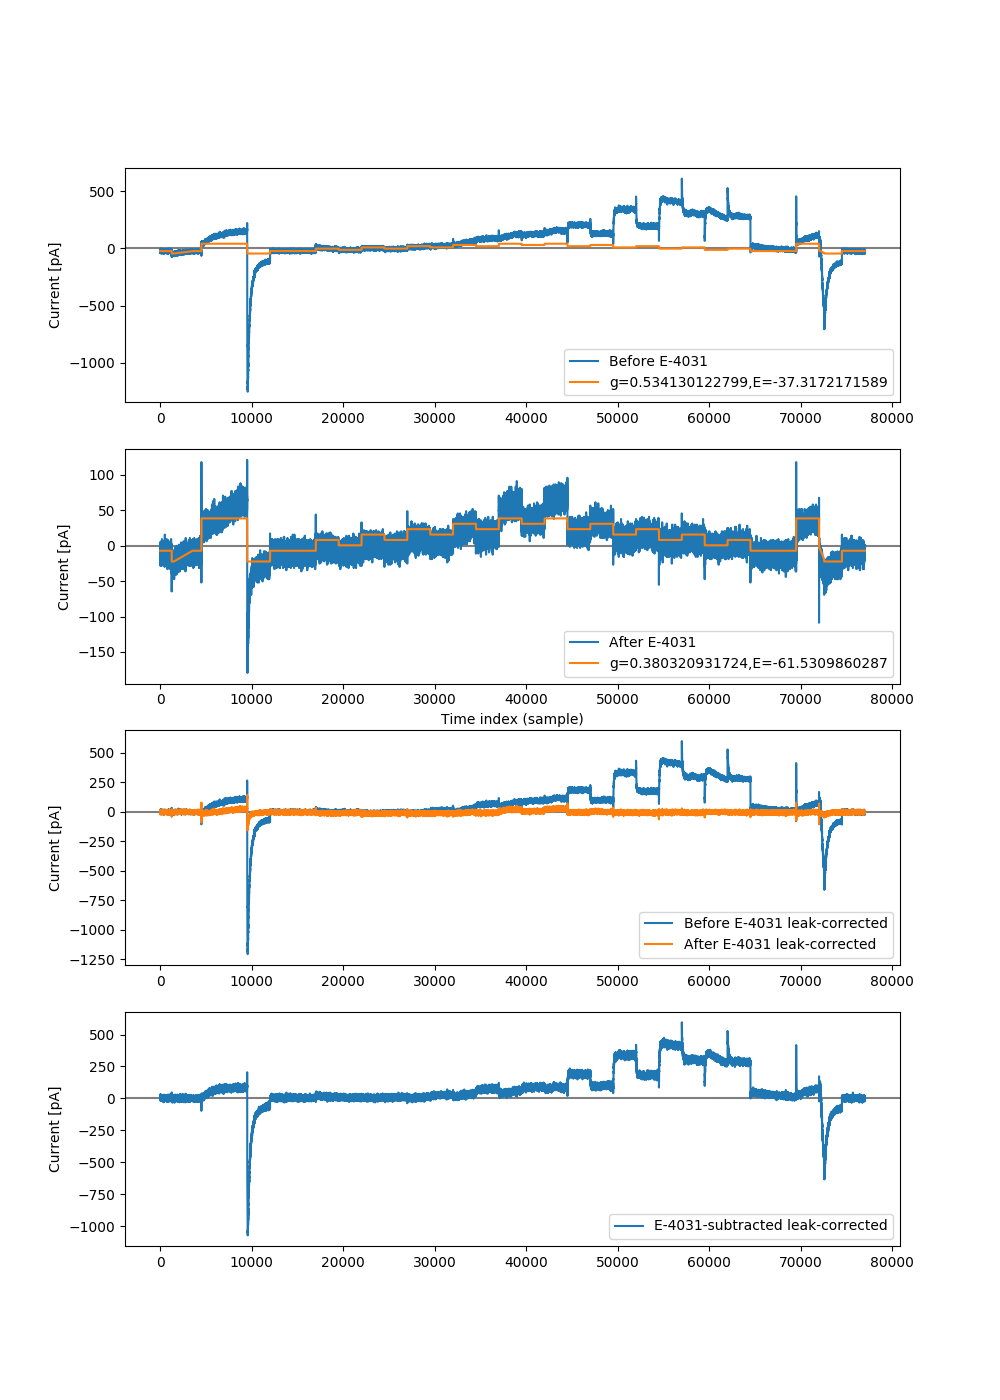 500
0
−500
−1000
Current [pA]
Before E-4031
g=0.534130122799,E=-37.3172171589
0 10000 20000 30000 40000 50000 60000 70000 80000
100
50
0
−50
−100
−150
Current [pA]
After E-4031
g=0.380320931724,E=-61.5309860287
0 10000 20000 30000 40000 50000 60000 70000 80000
Time index (sample)
500
250
0
−250
−500
−750
−1000
−1250
Current [pA]
Before E-4031 leak-corrected
After E-4031 leak-corrected
0 10000 20000 30000 40000 50000 60000 70000 80000
500
250
0
−250
−500
−750
−1000
Current [pA]
E-4031-subtracted leak-corrected
0 10000 20000 30000 40000 50000 60000 70000 80000